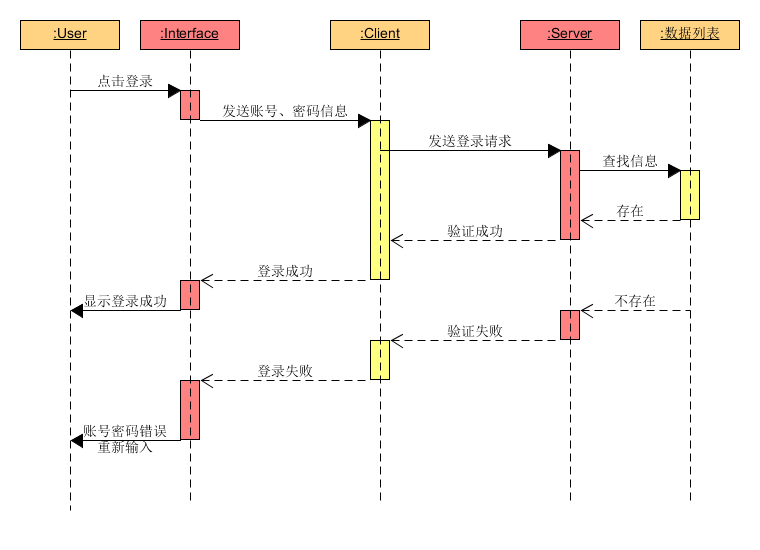 :User
:Interface
:Client
:Server
:数据列表
点击登录
发送账号、密码信息
发送登录请求
查找信息
存在
验证成功
登录成功
显示登录成功
不存在
验证失败
登录失败
账号密码错误
重新输入